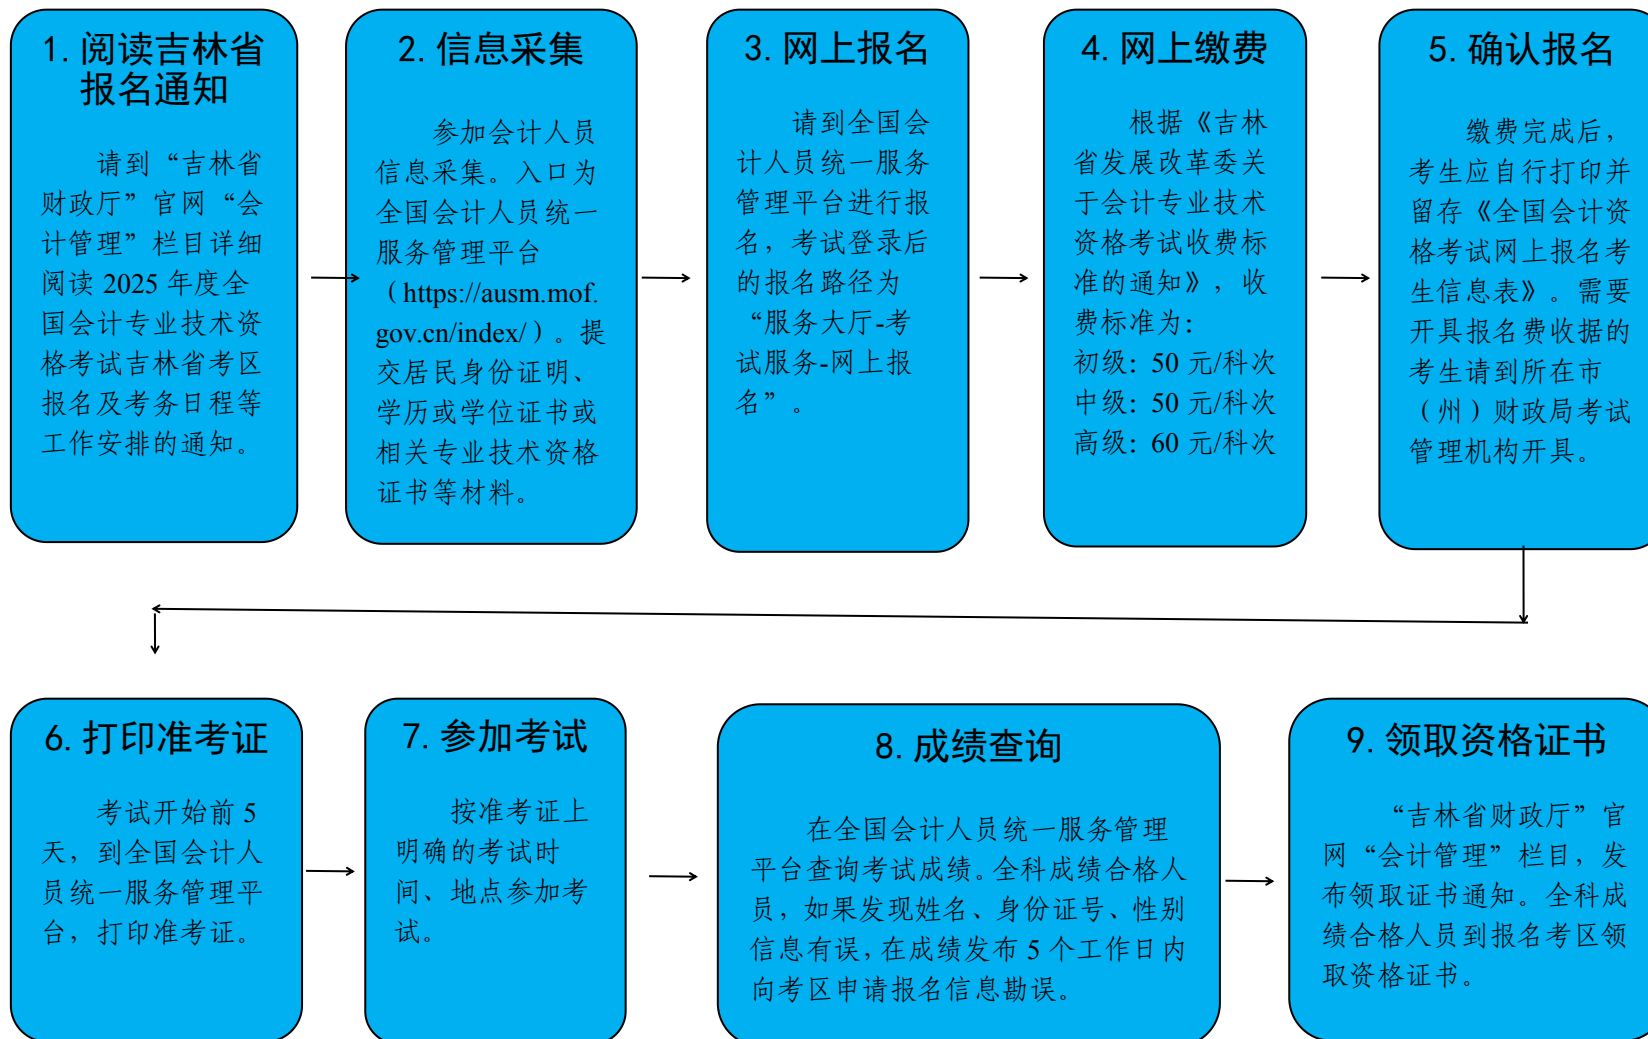 1.阅读吉林省
报名通知
请到“吉林省
财政厅”官网“会
计管理”栏目详细
阅读 2025 年度全
国会计专业技术资
格考试吉林省考区
报名及考务日程等
工作安排的通知。
2.信息采集
参加会计人员
信息采集。入口为
全国会计人员统一
服务管理平台
（https://ausm.mof.
gov.cn/index/）。提
交居民身份证明、
学历或学位证书或
相关专业技术资格
证书等材料。
3.网上报名
请到全国会
计人员统一服务
管理平台进行报
名，考试登录后
的报名路径为
“服务大厅-考
试服务-网上报
名”。
4.网上缴费
根据《吉林
省发展改革委关
于会计专业技术
资格考试收费标
准的通知》，收
费标准为：
初级：50 元/科次
中级：50 元/科次
高级：60 元/科次
5.确认报名
缴费完成后，
考生应自行打印并
留存《全国会计资
格考试网上报名考
生信息表》。需要
开具报名费收据的
考生请到所在市
（州）财政局考试
管理机构开具。
6.打印准考证
考试开始前 5
天，到全国会计人
员统一服务管理平
台，打印准考证。
7.参加考试
按准考证上
明确的考试时
间、地点参加考
试。
8.成绩查询
在全国会计人员统一服务管理
平台查询考试成绩。全科成绩合格人
员，如果发现姓名、身份证号、性别
信息有误，在成绩发布 5 个工作日内
向考区申请报名信息勘误。
9.领取资格证书
“吉林省财政厅”官
网“会计管理”栏目，发
布领取证书通知。全科成
绩合格人员到报名考区领
取资格证书。